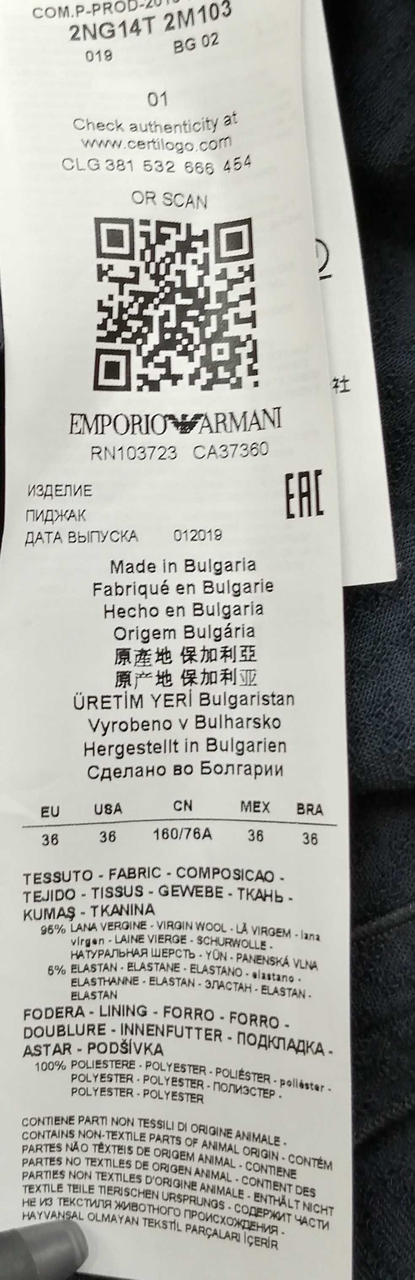 COM.P-PROD-20
2NG14T 2M103
019 BG 02
01
Check authenticity at
www.certilogo.com
CLG 381 532 666 454
OR SCAN
社
EMPORIO ARMANI
RN103723 CA37360
EAC
ИЗДЕЛИЕ
ПИДЖАК
ДАТА ВЫПУСКА 012019
Made in Bulgaria
Fabriqué en Bulgarie
Hecho en Bulgaria
Origem Bulgária
原產地 保加利亞
原产地 保加利亚
ÜRETİM YERİ Bulgaristan
Vyrobeno v Bulharsko
Hergestellt in Bulgarien
Сделано во Болгарии
EU USA CN MEX BRA
36 36 160/76A 36 36
TESSUTO - FABRIC - COMPOSICAO -
TEJIDO - TISSUS - GEWEBE - ТКАНЬ -
KUMAŞ - TKANINA
95% LANA VERGINE - VIRGIN WOOL - LÃ VIRGEM - lana
virgen - LAINE VIERGE - SCHURWOLLE -
НАТУРАЛЬНАЯ ШЕРСТЬ - YÜN - PANENSKÁ VLNA
5% ELASTAN - ELASTANE - ELASTANO - elastano -
ELASTHANNE - ELASTAN - ЭЛАСТАН - ELASTAN -
ELASTAN
FODERA - LINING - FORRO - FORRO -
DOUBLURE - INNENFUTTER - ПОДКЛАДКА -
ASTAR - PODŠÍVKA
100% POLIESTERE - POLYESTER - POLIÉSTER - poliéster -
POLYESTER - POLYESTER - ПОЛИЭСТЕР -
POLYESTER - POLYESTER
CONTIENE PARTI NON TESSILI DI ORIGINE ANIMALE -
CONTAINS NON-TEXTILE PARTS OF ANIMAL ORIGIN - CONTÉM
PARTES NÃO TÊXTEIS DE ORIGEM ANIMAL - CONTIENE
PARTES NO TEXTILES DE ORIGEN ANIMAL - CONTIENT DES
PARTIES NON TEXTILES D'ORIGINE ANIMALE - ENTHÄLT NICHT
TEXTILE TEILE TIERISCHEN URSPRUNGS - СОДЕРЖИТ ЧАСТИ
НЕ ИЗ ТЕКСТИЛЯ ЖИВОТНОГО ПРОИСХОЖДЕНИЯ -
HAYVANSAL OLMAYAN TEKSTİL PARÇALARI İÇERİR